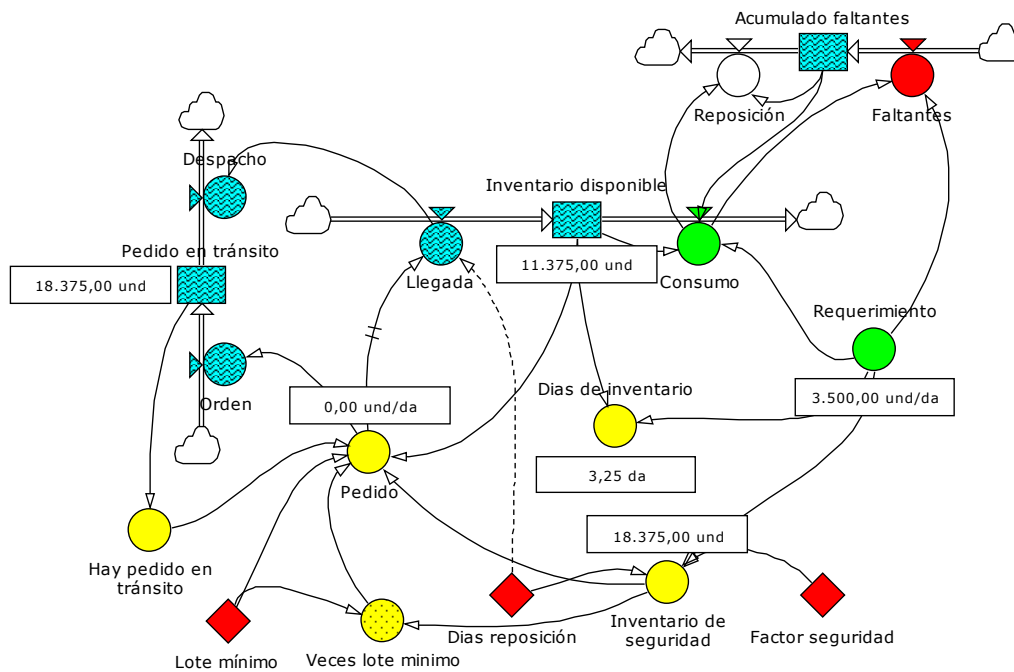 Acumulado faltantes
Reposición
Faltantes
Despacho
Inventario disponible
Pedido en tránsito
18.375,00 und
11.375,00 und
Llegada
Consumo
Requerimiento
Orden
0,00 und/da
Dias de inventario
3.500,00 und/da
Pedido
3,25 da
18.375,00 und
Hay pedido en
tránsito
Lote mínimo
Veces lote minimo
Dias reposición
Inventario de
seguridad
Factor seguridad